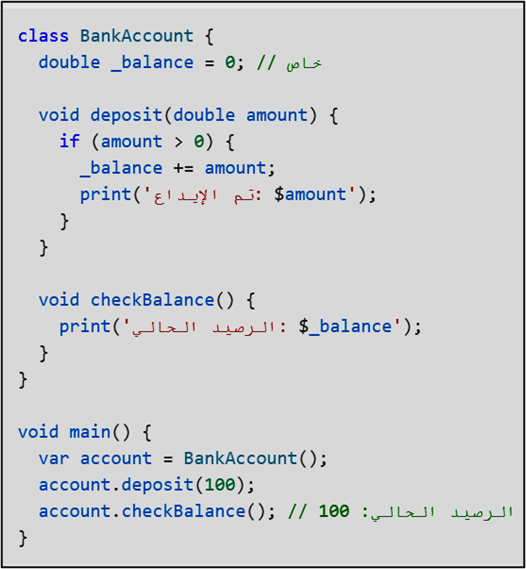 class BankAccount {
double _balance = 0; // خاص
void deposit(double amount) {
if (amount > 0) {
_balance += amount;
print('تم الإيداع: $amount');
}
}
void checkBalance() {
print('الرصيد الحالي: $_balance');
}
}
void main() {
var account = BankAccount();
account.deposit(100);
account.checkBalance(); // الرصيد الحالي: 100
}